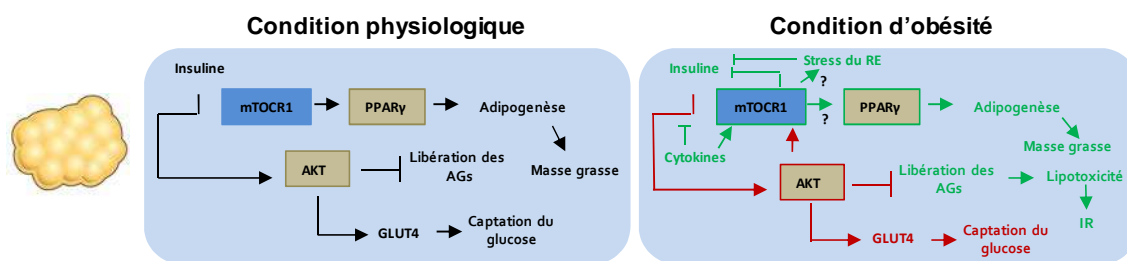 Condition physiologique
Insuline
mTOCR1
PPARγ
Adipogenèse
Masse grasse
AKT
Libération des
AGs
GLUT4
Captation du
glucose
Condition d'obésité
Insuline
Stress du RE
?
mTOCR1
?
PPARγ
Adipogenèse
Cytokines
Masse grasse
AKT
Libération des
AGs
Lipotoxicité
IR
GLUT4
Captation du
glucose